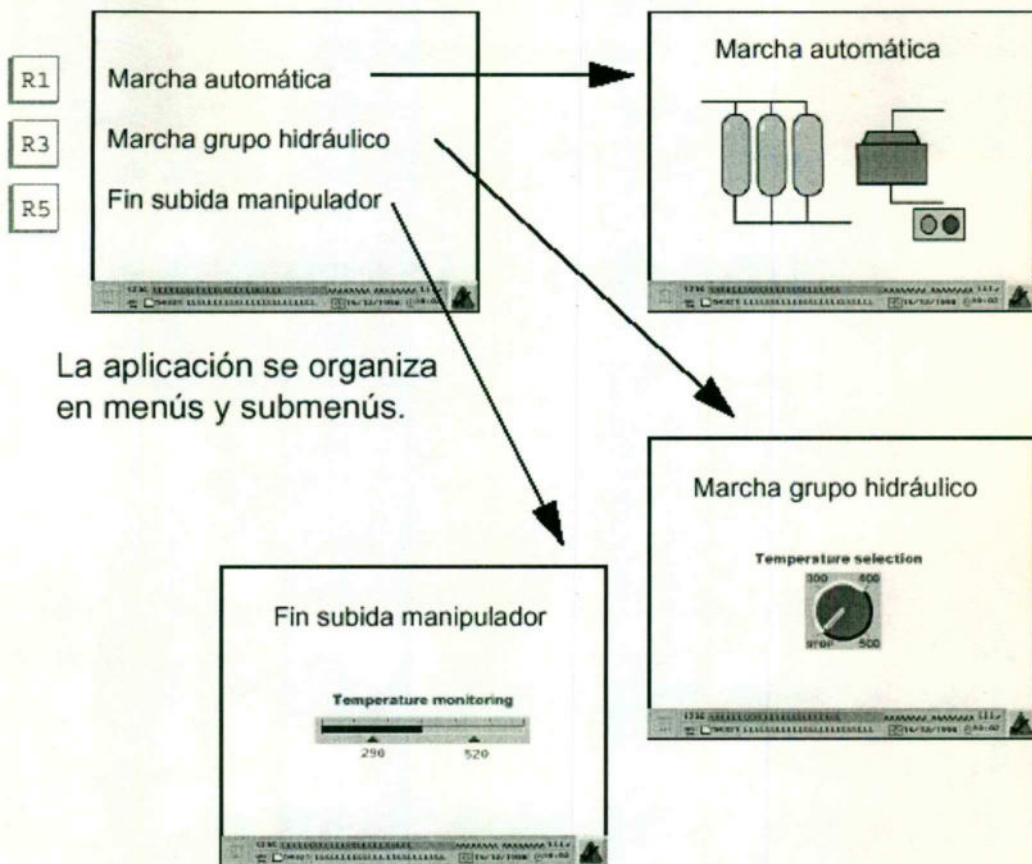 R1
Marcha automática
R3
Marcha grupo hidráulico
R5
Fin subida manipulador
Marcha automática
La aplicación se organiza
en menús y submenús.
Marcha grupo hidráulico
Temperature selection
300 400
STOP 500
Fin subida manipulador
Temperature monitoring
290 520